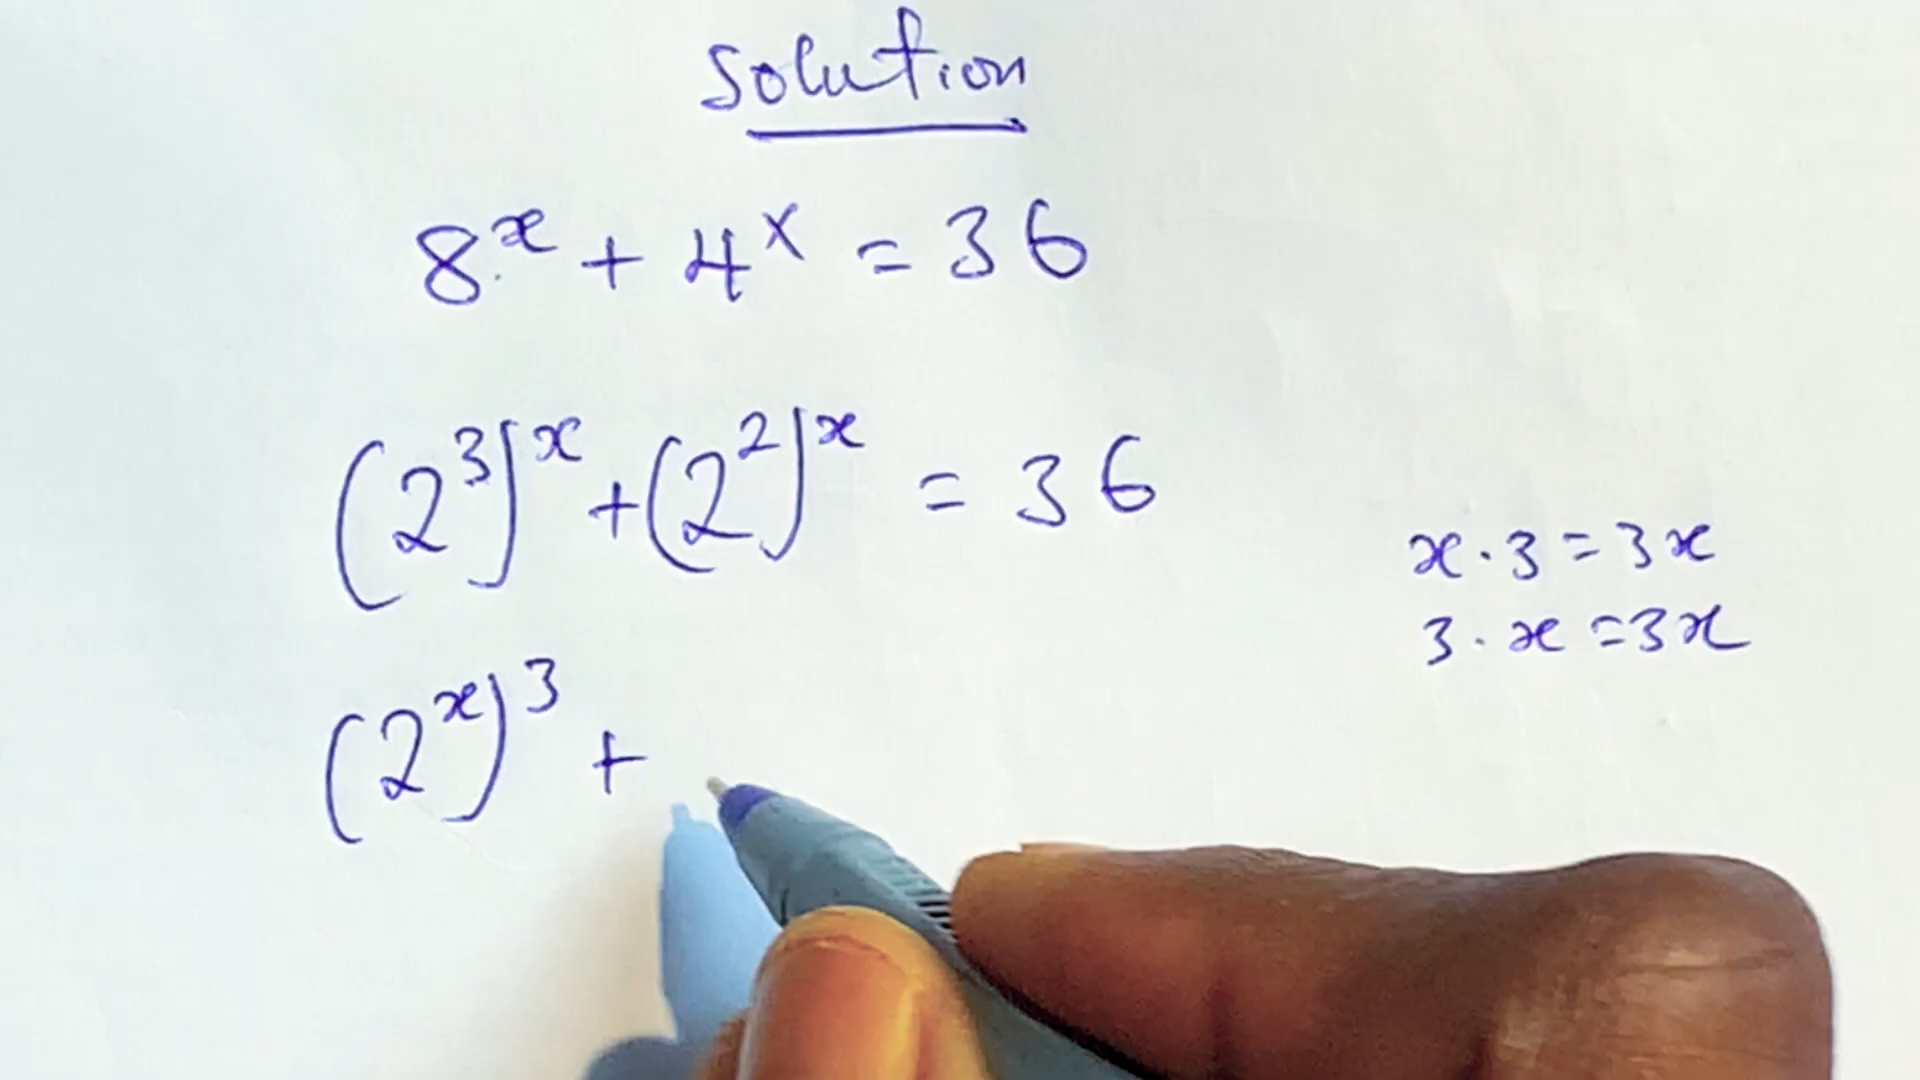 Solution
8^x + 4^x = 36
(2^3)^x + (2^2)^x = 36
x · 3 = 3x
3 · x = 3x
(2^x)^3 +